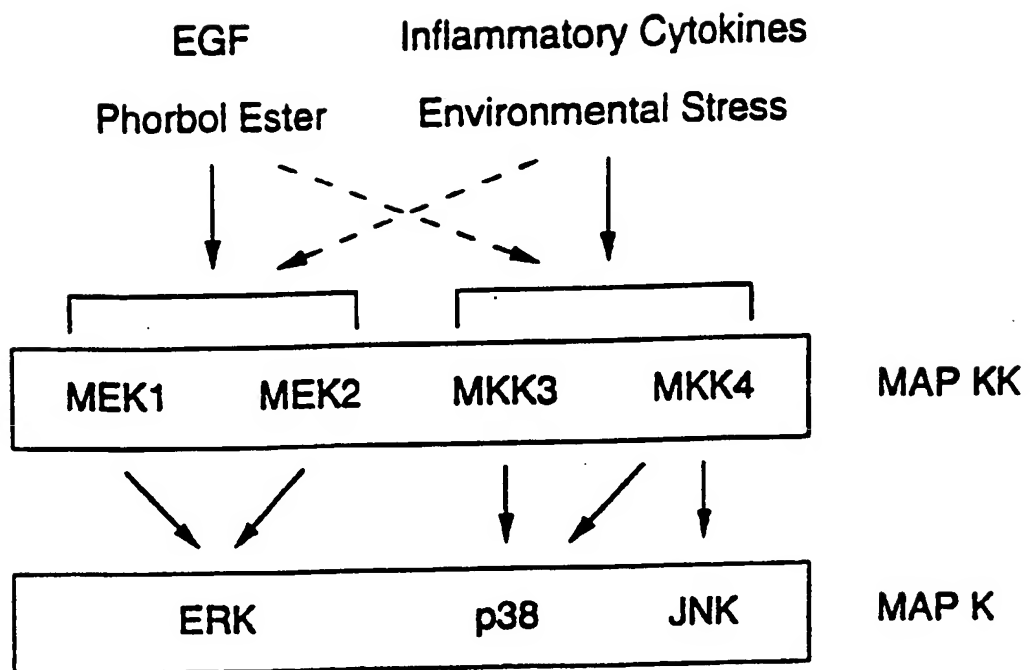 EGF Inflammatory Cytokines
Phorbol Ester Environmental Stress
MEK1 MEK2 MKK3 MKK4 MAP KK
ERK p38 JNK MAP K